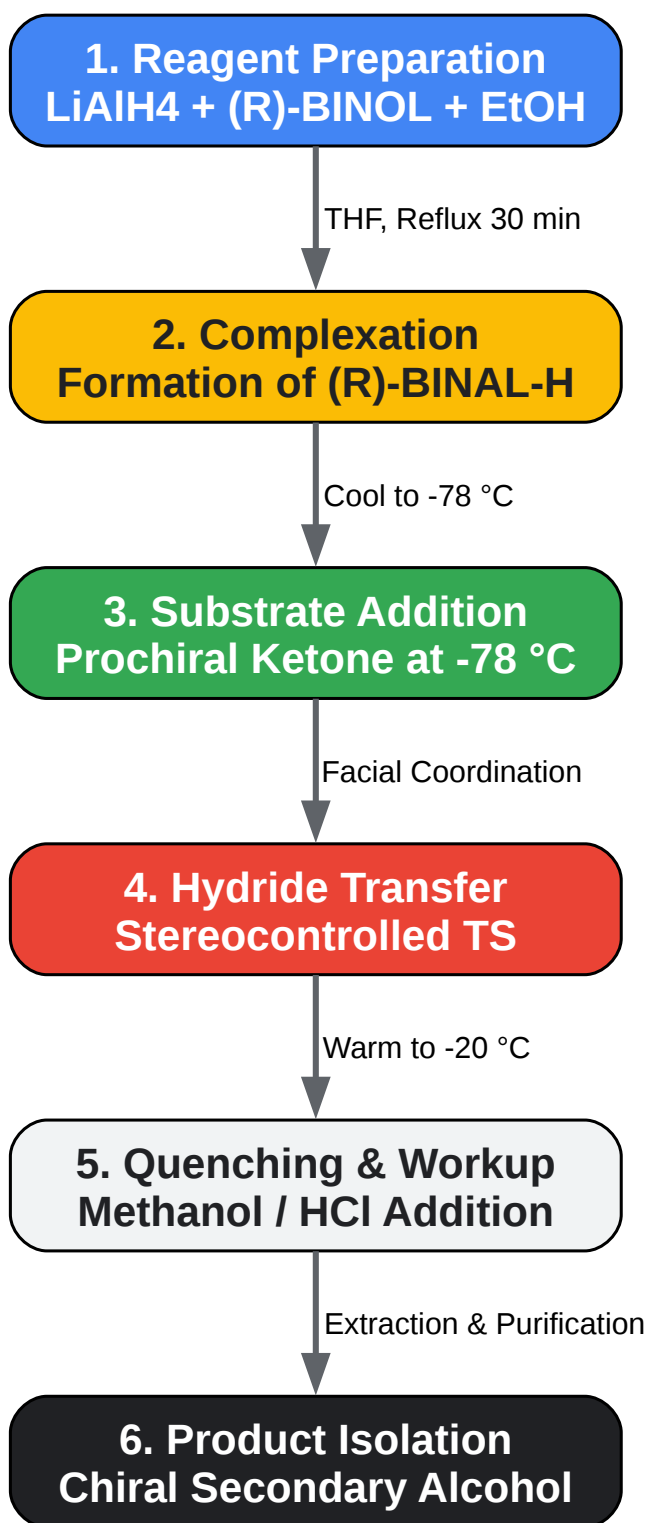 1. Reagent Preparation
LiAlH4 + (R)-BINOL + EtOH
THF, Reflux 30 min
2. Complexation
Formation of (R)-BINAL-H
Cool to -78 °C
3. Substrate Addition
Prochiral Ketone at -78 °C
Facial Coordination
4. Hydride Transfer
Stereocontrolled TS
Warm to -20 °C
5. Quenching & Workup
Methanol / HCl Addition
Extraction & Purification
6. Product Isolation
Chiral Secondary Alcohol